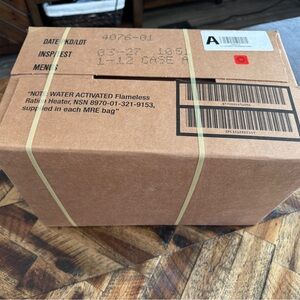 DATE PKD/LOT 4076-01
INSP/TEST 03-27 1051
MENUS 1-12 CASE A
A
"NOTE: WATER ACTIVATED Flameless
Ration Heater, NSN 8970-01-321-9153,
supplied in each MRE bag"